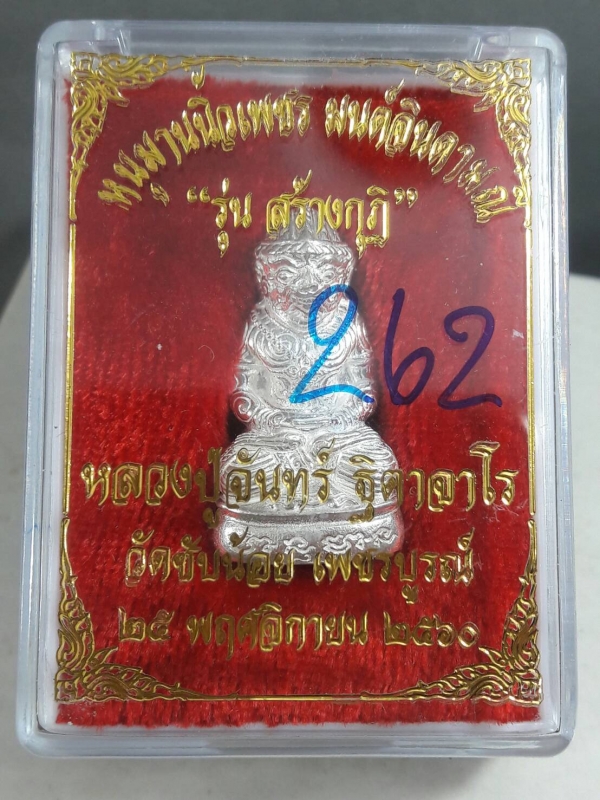 หนุมานนิ้วเพชร มนต์จินดามณี
“รุ่น สร้างกุฏิ”
262
หลวงปู่จันทร์ ฐิตาจาโร
วัดซับน้อย เพชรบูรณ์
๒๕ พฤศจิกายน ๒๕๖๐